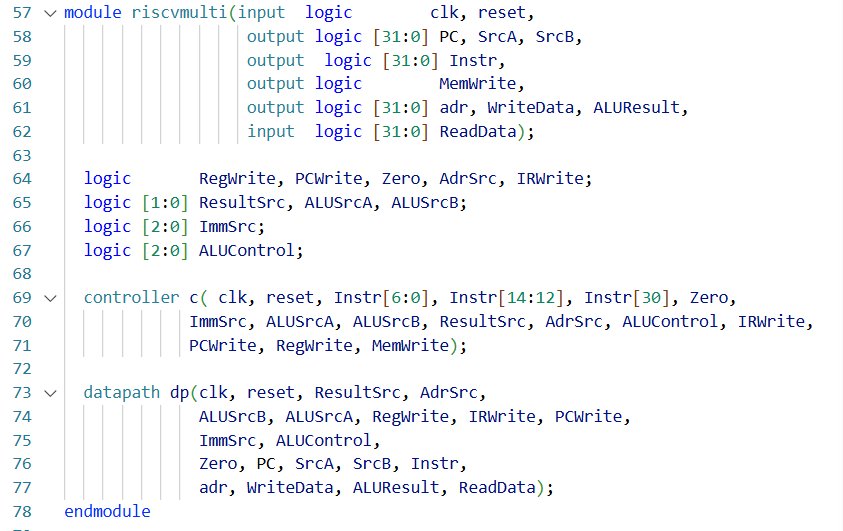 57 module riscvmulti(input  logic        clk, reset,
58                   output logic [31:0] PC, SrcA, SrcB,
59                   output  logic [31:0] Instr,
60                   output logic        MemWrite,
61                   output logic [31:0] adr, WriteData, ALUResult,
62                   input  logic [31:0] ReadData);
63
64   logic       RegWrite, PCWrite, Zero, AdrSrc, IRWrite;
65   logic [1:0] ResultSrc, ALUSrcA, ALUSrcB;
66   logic [2:0] ImmSrc;
67   logic [2:0] ALUControl;
68
69   controller c( clk, reset, Instr[6:0], Instr[14:12], Instr[30], Zero,
70              ImmSrc, ALUSrcA, ALUSrcB, ResultSrc, AdrSrc, ALUControl, IRWrite,
71              PCWrite, RegWrite, MemWrite);
72
73   datapath dp(clk, reset, ResultSrc, AdrSrc,
74               ALUSrcB, ALUSrcA, RegWrite, IRWrite, PCWrite,
75               ImmSrc, ALUControl,
76               Zero, PC, SrcA, SrcB, Instr,
77               adr, WriteData, ALUResult, ReadData);
78 endmodule